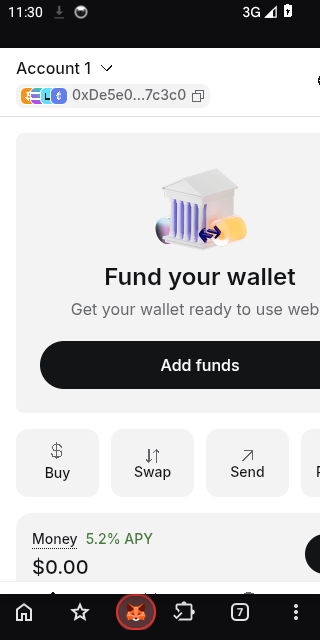 11:30
3G
Account 1
0xDe5e0...7c3c0
Fund your wallet
Get your wallet ready to use web
Add funds
Buy
Swap
Send
Money 5.2% APY
$0.00
7